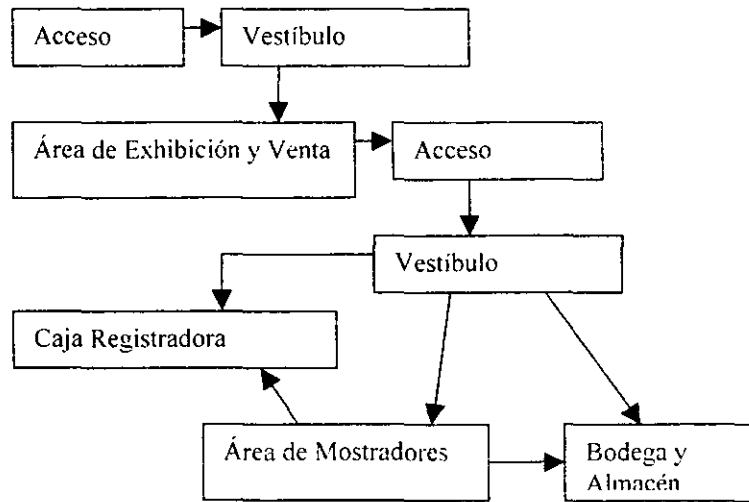 Acceso
Vestíbulo
Área de Exhibición y Venta
Acceso
Vestíbulo
Caja Registradora
Área de Mostradores
Bodega y
Almacén